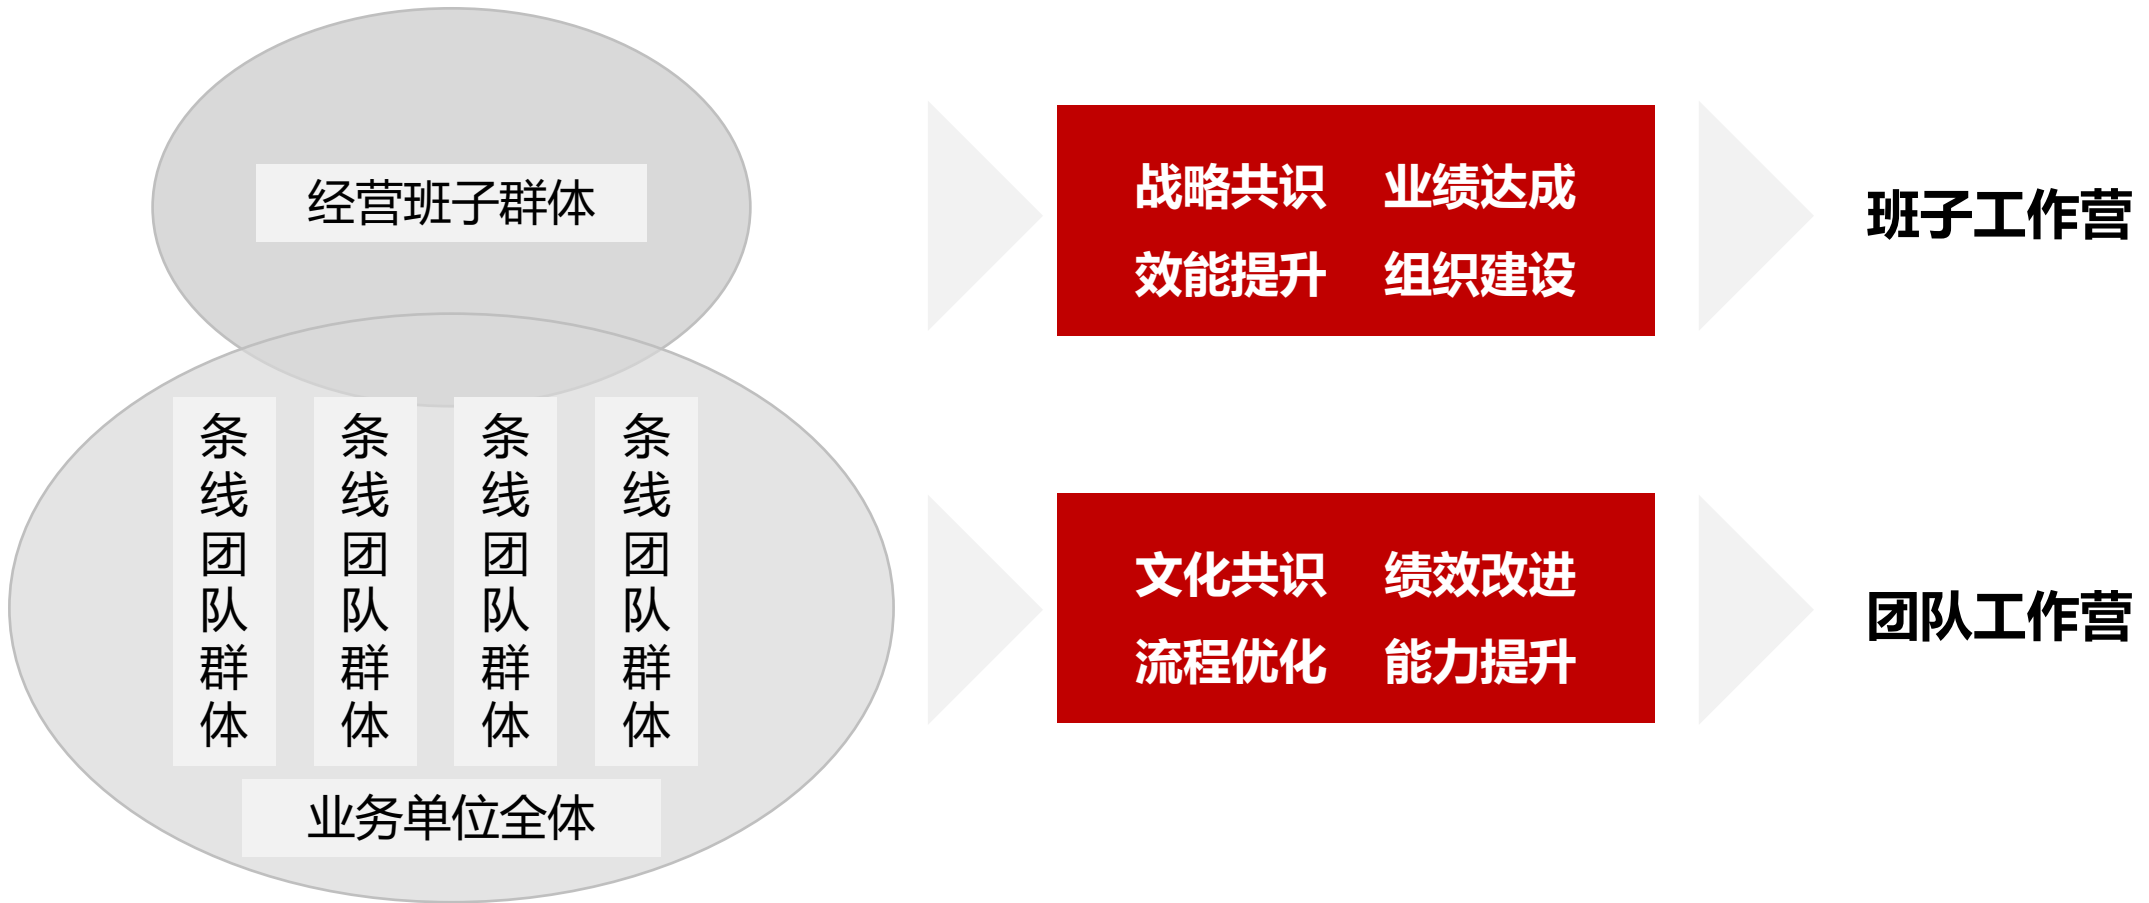 经营班子群体
条线团队群体
条线团队群体
条线团队群体
条线团队群体
业务单位全体
战略共识 业绩达成
效能提升 组织建设
班子工作营
文化共识 绩效改进
流程优化 能力提升
团队工作营